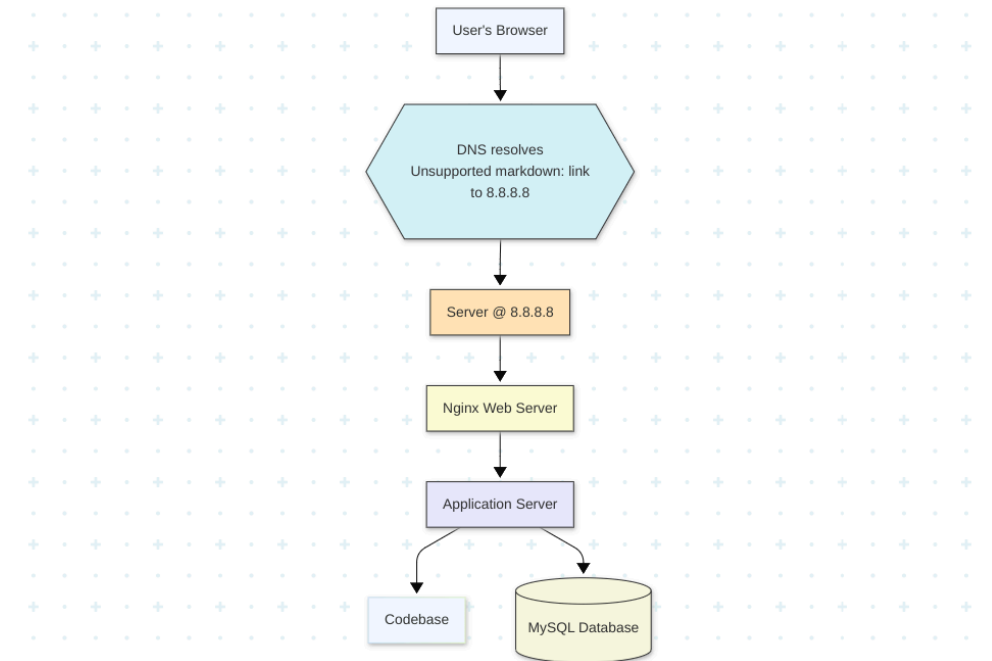 User's Browser
DNS resolves
Unsupported markdown: link
to 8.8.8.8
Server @ 8.8.8.8
Nginx Web Server
Application Server
Codebase
MySQL Database